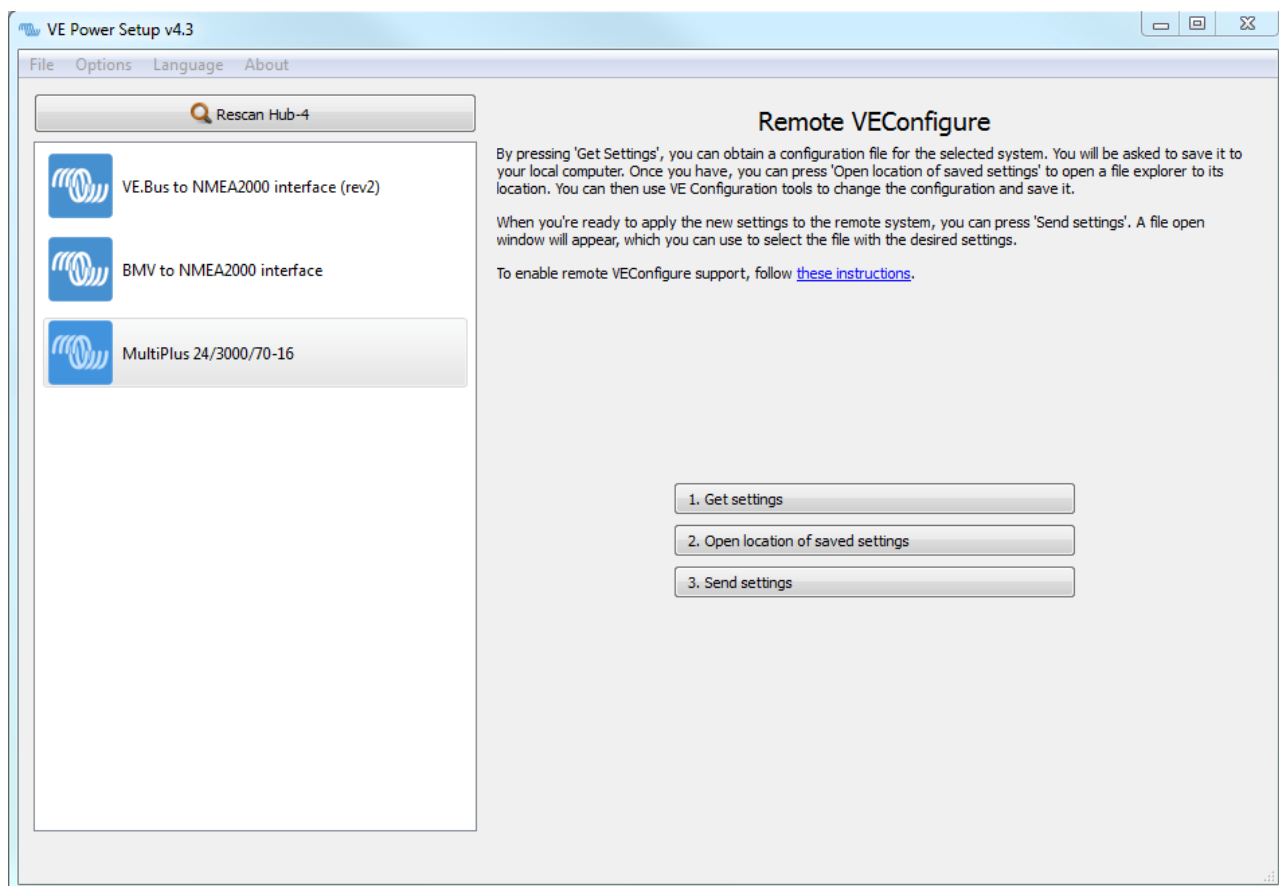 VE Power Setup v4.3
File Options Language About
Rescan Hub-4
VE.Bus to NMEA2000 interface (rev2)
BMV to NMEA2000 interface
MultiPlus 24/3000/70-16
Remote VEConfigure
By pressing 'Get Settings', you can obtain a configuration file for the selected system. You will be asked to save it to
your local computer. Once you have, you can press 'Open location of saved settings' to open a file explorer to its
location. You can then use VE Configuration tools to change the configuration and save it.
When you're ready to apply the new settings to the remote system, you can press 'Send settings'. A file open
window will appear, which you can use to select the file with the desired settings.
To enable remote VEConfigure support, follow these instructions.
1. Get settings
2. Open location of saved settings
3. Send settings